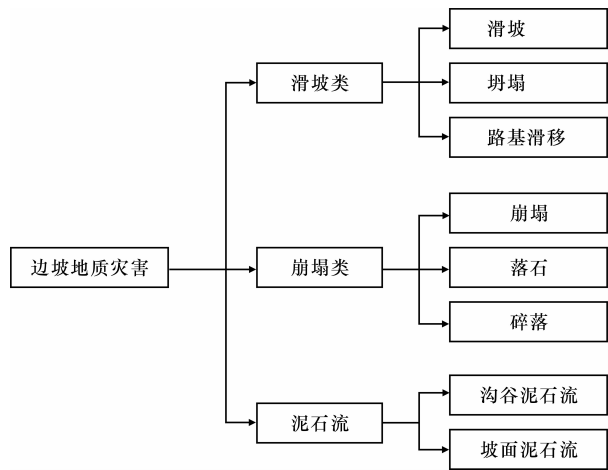 边坡地质灾害
滑坡类
滑坡
坍塌
路基滑移
崩塌类
崩塌
落石
碎落
泥石流
沟谷泥石流
坡面泥石流